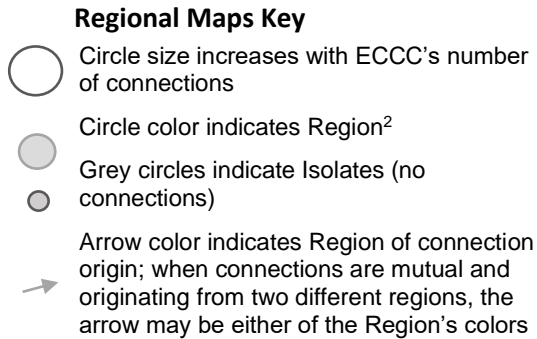 Regional Maps Key
Circle size increases with ECCC's number
of connections
Circle color indicates Region²
Grey circles indicate Isolates (no
connections)
Arrow color indicates Region of connection
origin; when connections are mutual and
originating from two different regions, the
arrow may be either of the Region's colors